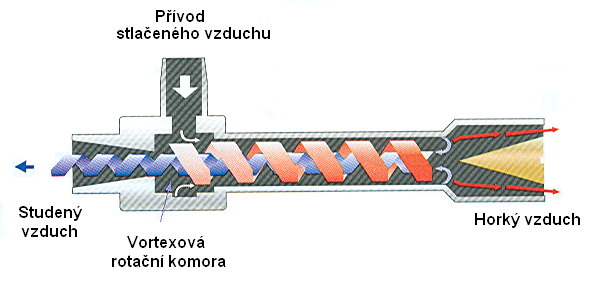 Přívod
stlačeného vzduchu
Studený
vzduch
Vortexová
rotační komora
Horký vzduch